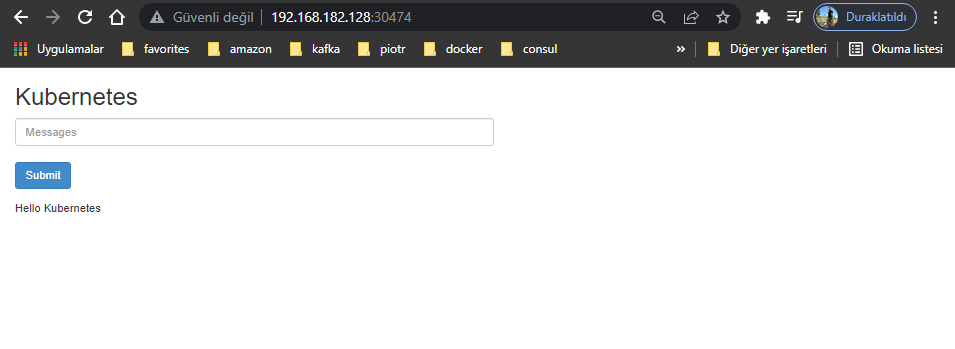 Güvenli değil 192.168.182.128:30474 Duraklatıldı
Uygulamalar favorites amazon kafka piotr docker consul » Diğer yer işaretleri Okuma listesi
Kubernetes
Messages
Submit
Hello Kubernetes